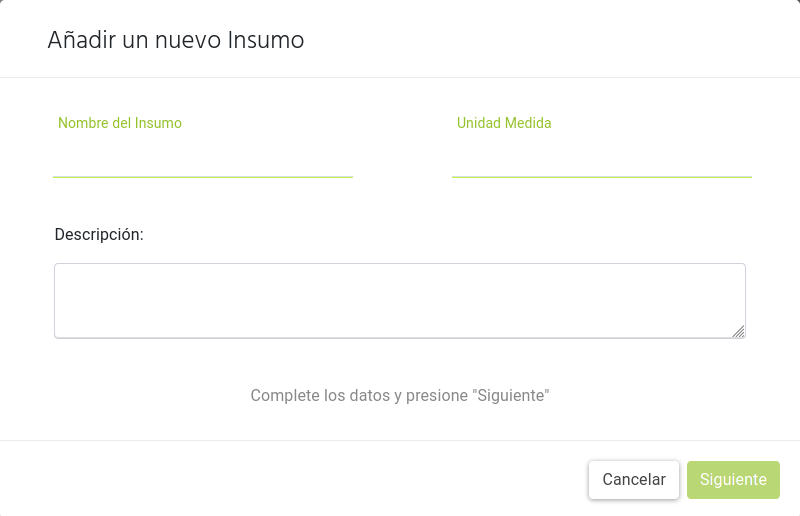 Añadir un nuevo Insumo
Nombre del Insumo
Unidad Medida
Descripción:
Complete los datos y presione "Siguiente"
Cancelar
Siguiente